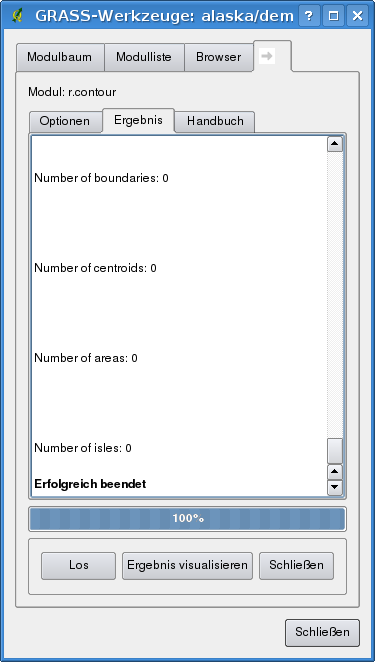 GRASS-Werkzeuge: alaska/dem
Modulbaum Modulliste Browser
Modul: r.contour
Optionen Ergebnis Handbuch
Number of boundaries: 0
Number of centroids: 0
Number of areas: 0
Number of isles: 0
Erfolgreich beendet
100%
Los Ergebnis visualisieren Schließen
Schließen